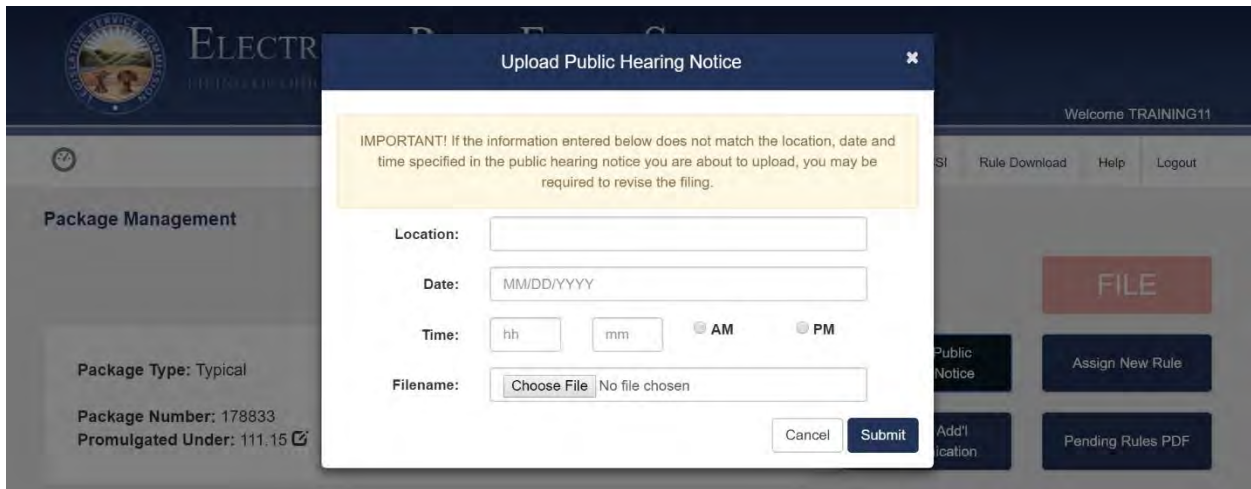 LEGISLATIVE SERVICE COMMISSION
ELECTR
Upload Public Hearing Notice
Welcome TRAINING11
IMPORTANT! If the information entered below does not match the location, date and
time specified in the public hearing notice you are about to upload, you may be
required to revise the filing.
SI Rule Download Help Logout
Package Management
Location:
Date: MM/DD/YYYY
FILE
Time: hh mm AM PM
Public
Notice
Assign New Rule
Package Type: Typical
Filename: Choose File No file chosen
Package Number: 178833
Promulgated Under: 111.15
Cancel Submit
Add'l
ication
Pending Rules PDF